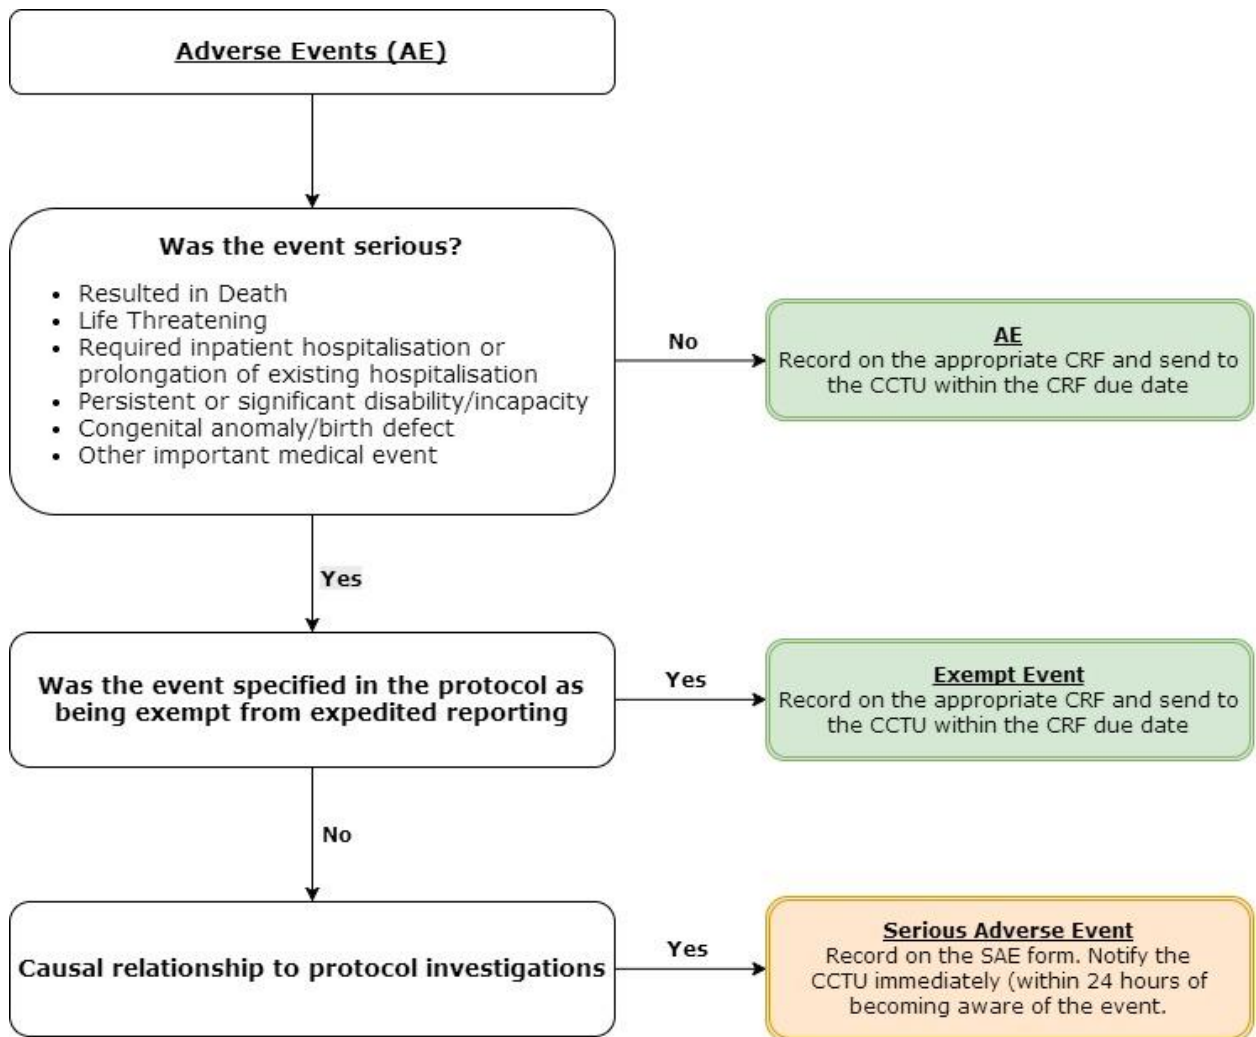 Adverse Events (AE)
Was the event serious?
• Resulted in Death
• Life Threatening
• Required inpatient hospitalisation or
prolongation of existing hospitalisation
• Persistent or significant disability/incapacity
• Congenital anomaly/birth defect
• Other important medical event
No
AE
Record on the appropriate CRF and send to
the CCTU within the CRF due date
Yes
Was the event specified in the protocol as
being exempt from expedited reporting
Yes
Exempt Event
Record on the appropriate CRF and send to
the CCTU within the CRF due date
No
Causal relationship to protocol investigations
Yes
Serious Adverse Event
Record on the SAE form. Notify the
CCTU immediately (within 24 hours of
becoming aware of the event.